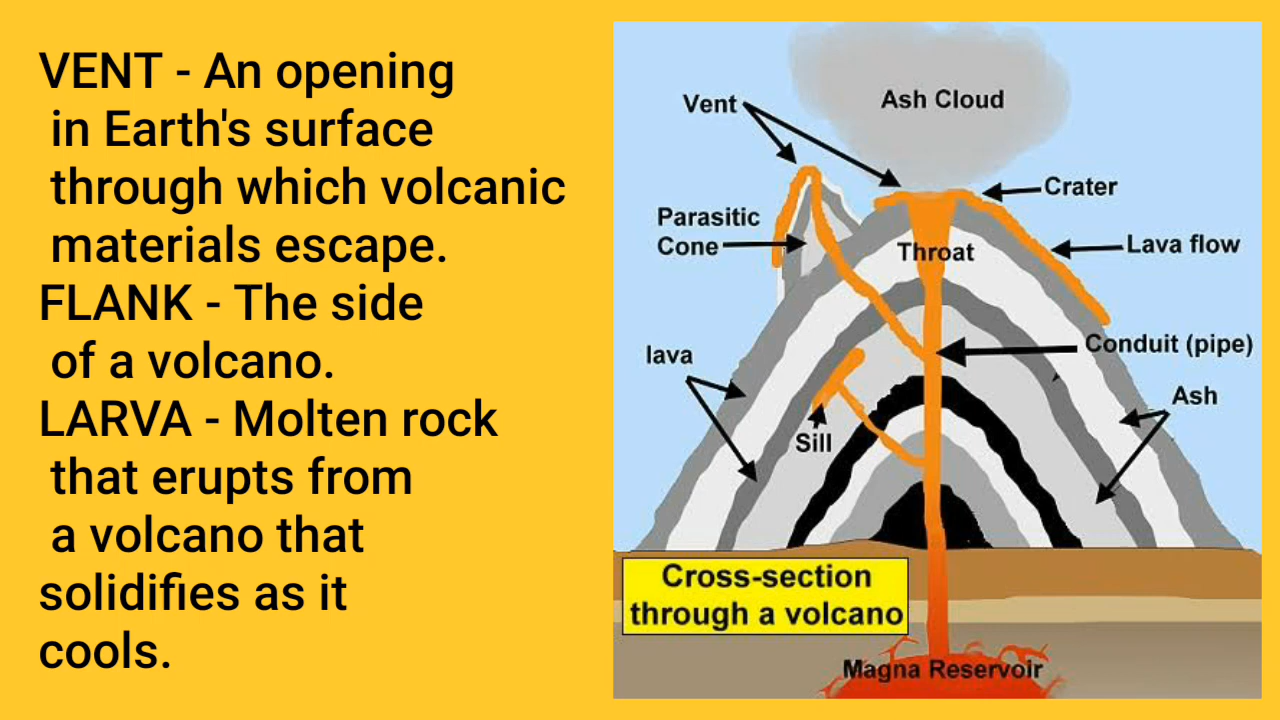 VENT - An opening
in Earth's surface
through which volcanic
materials escape.
FLANK - The side
of a volcano.
LARVA - Molten rock
that erupts from
a volcano that
solidifies as it
cools.
Vent
Ash Cloud
Crater
Parasitic
Cone
Throat
Lava flow
lava
Conduit (pipe)
Ash
Sill
Cross-section
through a volcano
Magna Reservoir